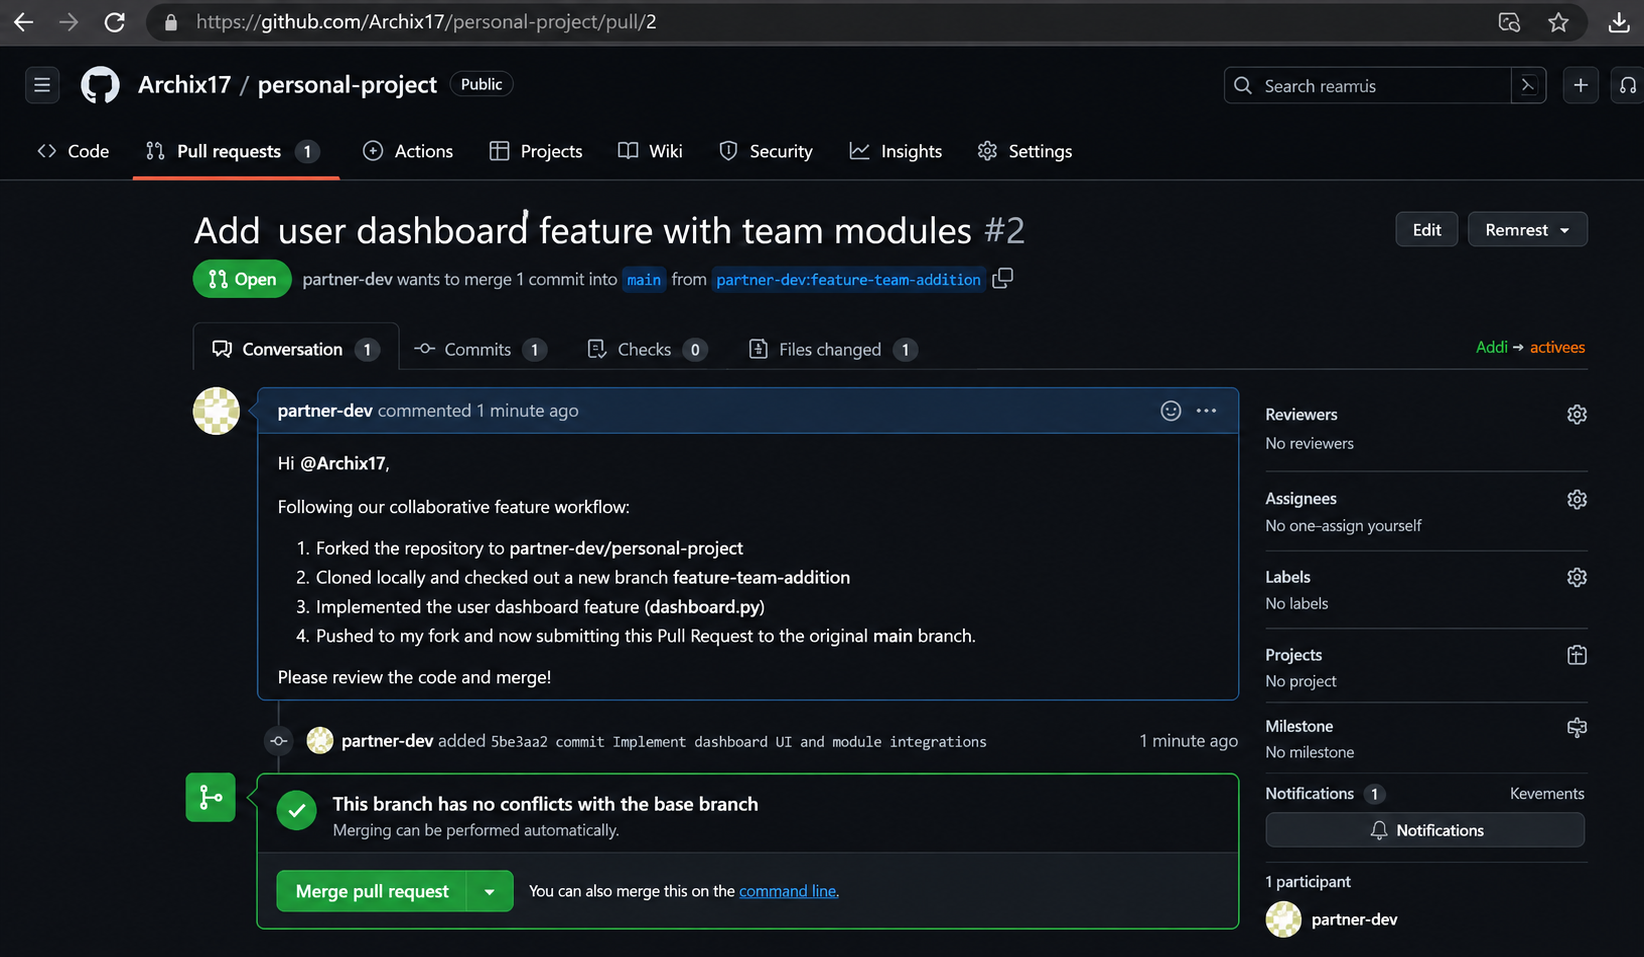 https://github.com/Archix17/personal-project/pull/2
Archix17 / personal-project Public
Search reamus
Code Pull requests 1 Actions Projects Wiki Security Insights Settings
Add user dashboard feature with team modules #2
Edit Remrest
Open partner-dev wants to merge 1 commit into main from partner-dev:feature-team-addition
Conversation 1 Commits 1 Checks 0 Files changed 1
Addi → activees
partner-dev commented 1 minute ago
Hi @Archix17,
Following our collaborative feature workflow:
1. Forked the repository to partner-dev/personal-project
2. Cloned locally and checked out a new branch feature-team-addition
3. Implemented the user dashboard feature (dashboard.py)
4. Pushed to my fork and now submitting this Pull Request to the original main branch.
Please review the code and merge!
partner-dev added 5be3aa2 commit Implement dashboard UI and module integrations 1 minute ago
This branch has no conflicts with the base branch
Merging can be performed automatically.
Merge pull request You can also merge this on the command line.
Reviewers
No reviewers
Assignees
No one-assign yourself
Labels
No labels
Projects
No project
Milestone
No milestone
Notifications 1 Kevements
Notifications
1 participant
partner-dev